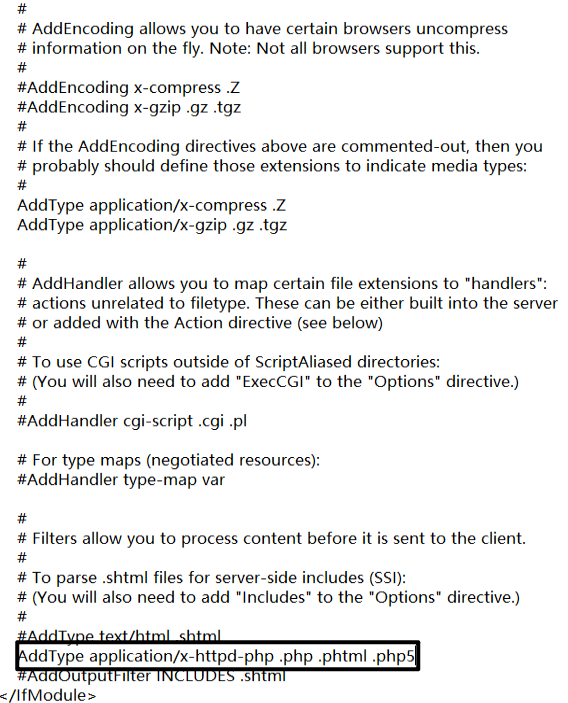 #
# AddEncoding allows you to have certain browsers uncompress
# information on the fly. Note: Not all browsers support this.
#
#AddEncoding x-compress .Z
#AddEncoding x-gzip .gz .tgz
#
# If the AddEncoding directives above are commented-out, then you
# probably should define those extensions to indicate media types:
#
AddType application/x-compress .Z
AddType application/x-gzip .gz .tgz
#
# AddHandler allows you to map certain file extensions to "handlers":
# actions unrelated to filetype. These can be either built into the server
# or added with the Action directive (see below)
#
# To use CGI scripts outside of ScriptAliased directories:
# (You will also need to add "ExecCGI" to the "Options" directive.)
#
#AddHandler cgi-script .cgi .pl
# For type maps (negotiated resources):
#AddHandler type-map var
#
# Filters allow you to process content before it is sent to the client.
#
# To parse .shtml files for server-side includes (SSI):
# (You will also need to add "Includes" to the "Options" directive.)
#
#AddType text/html .shtml
AddType application/x-httpd-php .php .phtml .php5
#AddOutputFilter INCLUDES .shtml
</IfModule>